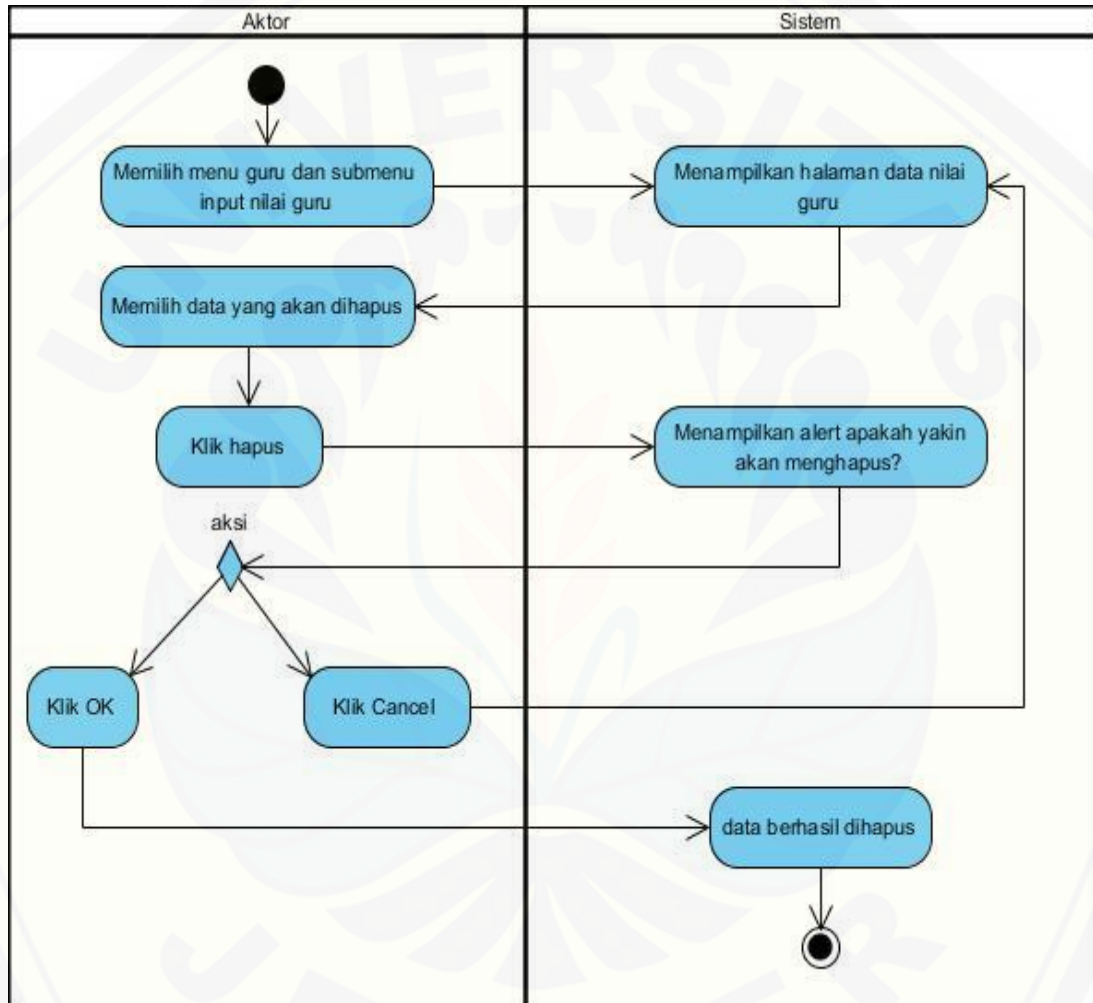 Aktor
Sistem
Memilih menu guru dan submenu
input nilai guru
Menampilkan halaman data nilai
guru
Memilih data yang akan dihapus
Klik hapus
Menampilkan alert apakah yakin
akan menghapus?
aksi
Klik OK
Klik Cancel
data berhasil dihapus
UNIVERSITAS